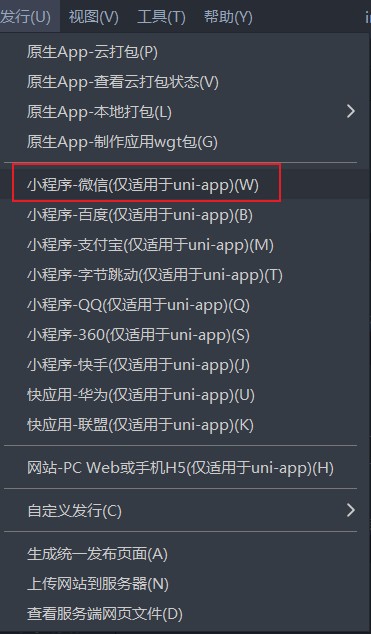 发行(U) 视图(V) 工具(T) 帮助(Y)
原生App-云打包(P)
原生App-查看云打包状态(V)
原生App-本地打包(L)
原生App-制作应用wgt包(G)
小程序-微信(仅适用于uni-app)(W)
小程序-百度(仅适用于uni-app)(B)
小程序-支付宝(仅适用于uni-app)(M)
小程序-字节跳动(仅适用于uni-app)(T)
小程序-QQ(仅适用于uni-app)(Q)
小程序-360(仅适用于uni-app)(S)
小程序-快手(仅适用于uni-app)(J)
快应用-华为(仅适用于uni-app)(U)
快应用-联盟(仅适用于uni-app)(K)
网站-PC Web或手机H5(仅适用于uni-app)(H)
自定义发行(C)
生成统一发布页面(A)
上传网站到服务器(N)
查看服务端网页文件(D)